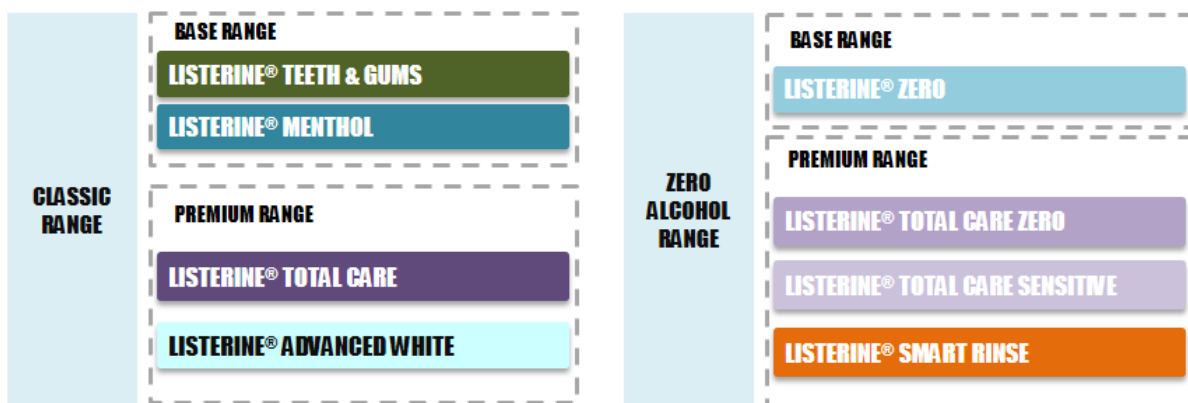 CLASSIC
RANGE
BASE RANGE
LISTERINE® TEETH & GUMS
LISTERINE® MENTHOL
PREMIUM RANGE
LISTERINE® TOTAL CARE
LISTERINE® ADVANCED WHITE
ZERO
ALCOHOL
RANGE
BASE RANGE
LISTERINE® ZERO
PREMIUM RANGE
LISTERINE® TOTAL CARE ZERO
LISTERINE® TOTAL CARE SENSITIVE
LISTERINE® SMART RINSE